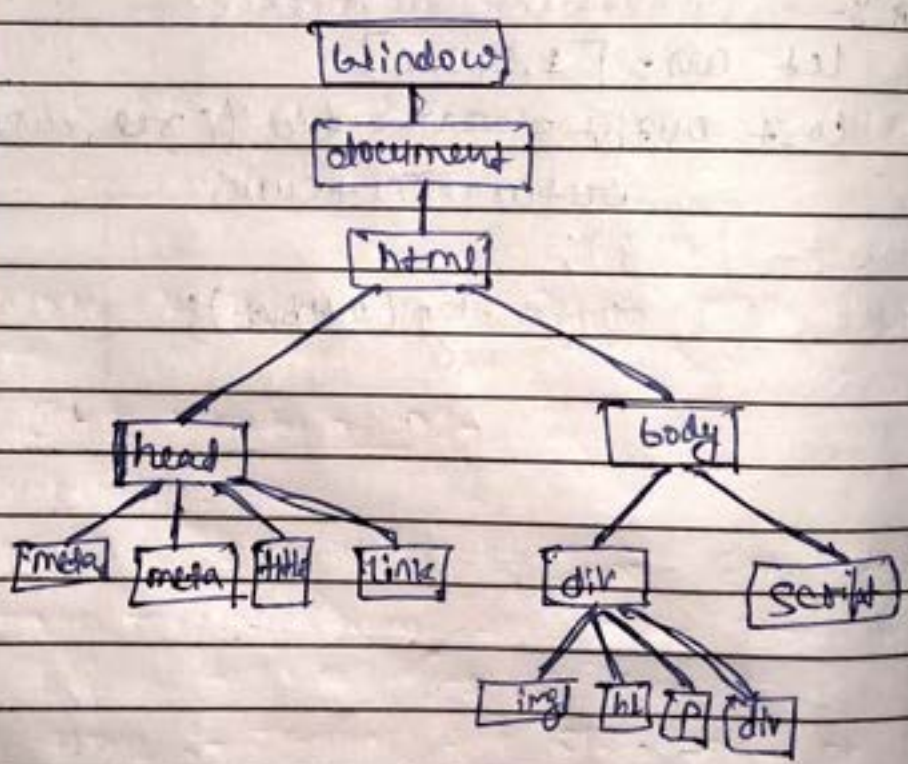 Window
document
html
head body
meta meta title link div script
img h1 p div